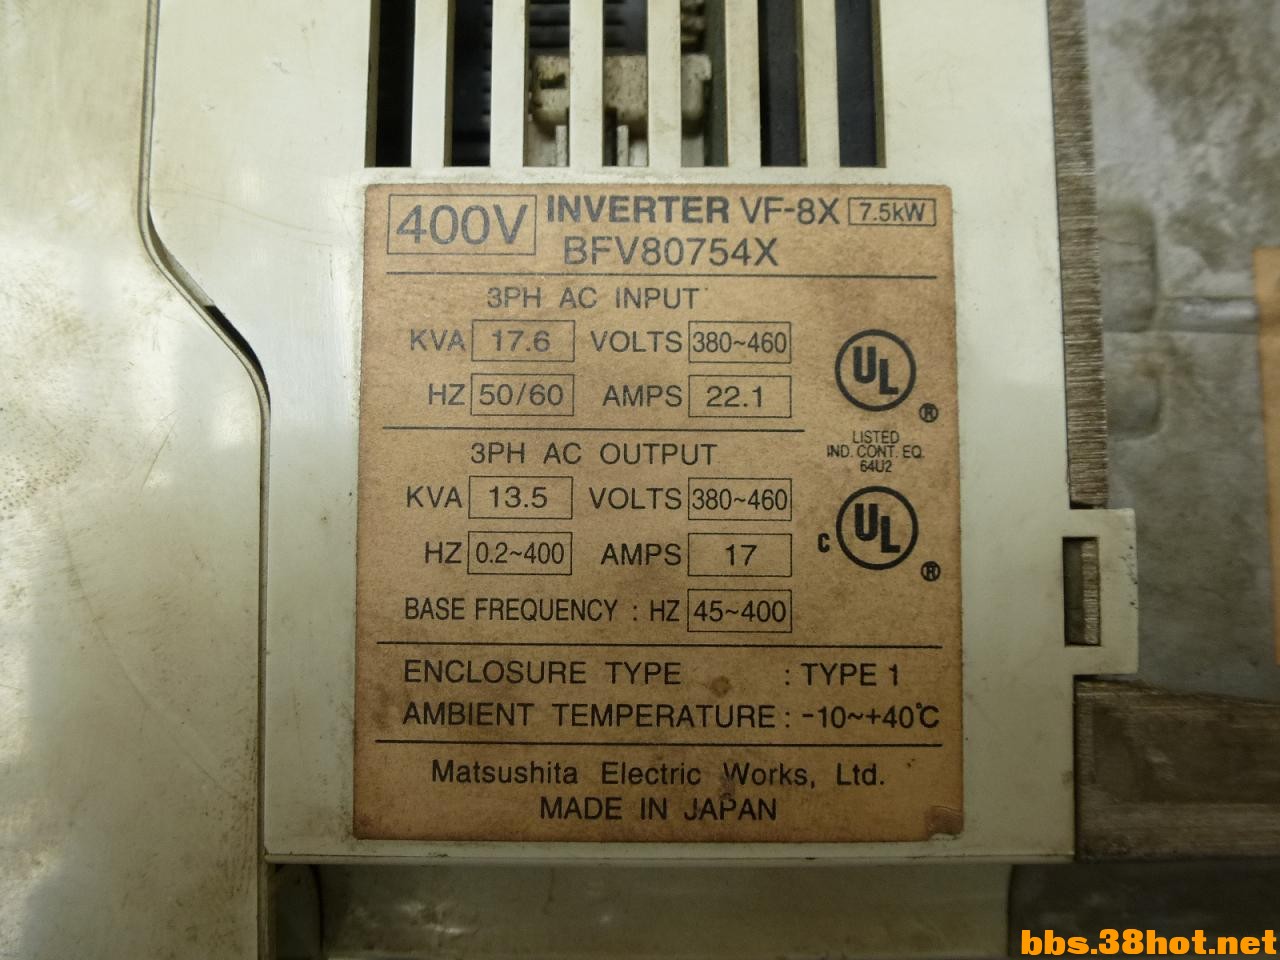 400V INVERTER VF-8X 7.5kW
BFV80754X
3PH AC INPUT
KVA 17.6 VOLTS 380~460
HZ 50/60 AMPS 22.1
UL ®
LISTED
IND. CONT. EQ.
64U2
3PH AC OUTPUT
KVA 13.5 VOLTS 380~460
HZ 0.2~400 AMPS 17
C UL ®
BASE FREQUENCY : HZ 45~400
ENCLOSURE TYPE : TYPE 1
AMBIENT TEMPERATURE : -10~+40℃
Matsushita Electric Works, Ltd.
MADE IN JAPAN
bbs.38hot.net